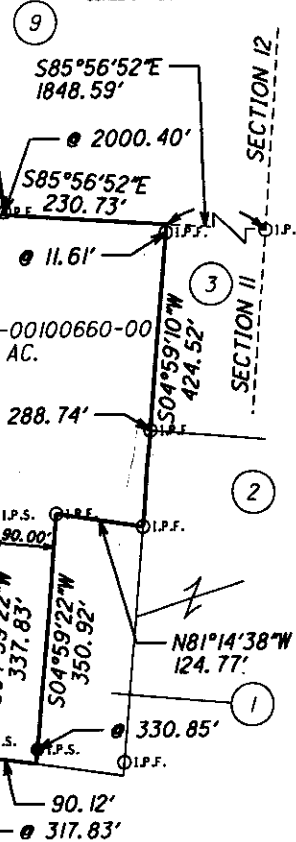 9
S85°56'52"E
1848.59'
SECTION 12
@ 2000.40'
S85°56'52"E
230.73'
I.P.F.
I.P.S.
@ 11.61'
3
SECTION 11
-00100660-00
AC.
S04°59'10"W
424.52'
288.74'
I.P.F.
2
I.P.S.
I.P.F.
I.P.F.
90.00'
337.83'
S04°59'22"W
350.92'
N81°14'38"W
124.77'
1
@ 330.85'
I.P.S.
I.P.F.
90.12'
@ 317.83'